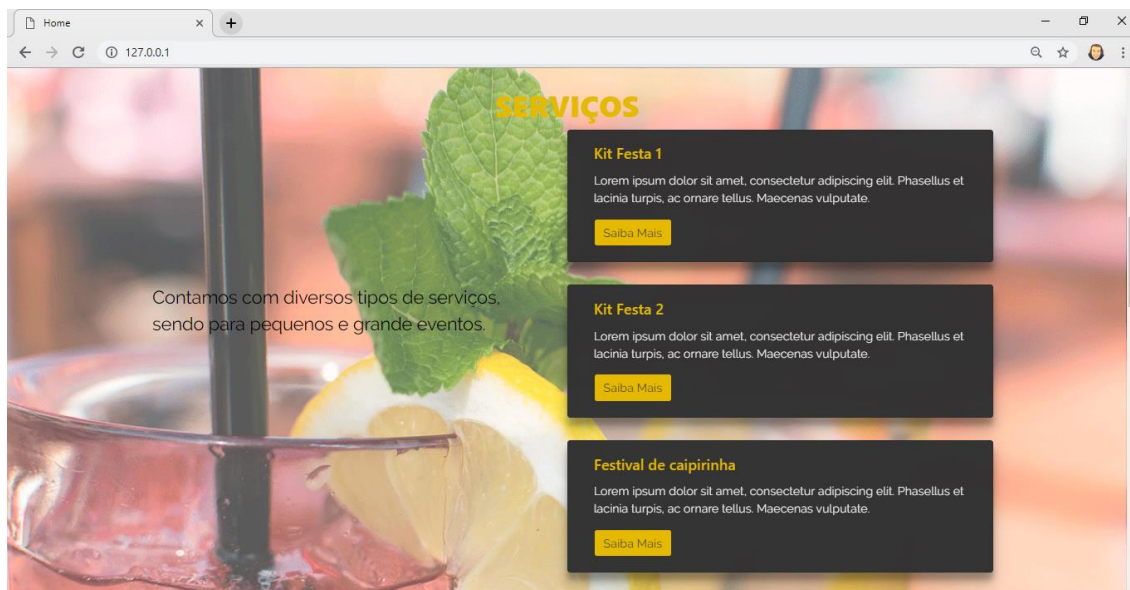 Home
127.0.0.1
SERVIÇOS
Contamos com diversos tipos de serviços,
sendo para pequenos e grande eventos.
Kit Festa 1
Lorem ipsum dolor sit amet, consectetur adipiscing elit. Phasellus et
lacinia turpis, ac ornare tellus. Maecenas vulputate.
Saiba Mais
Kit Festa 2
Lorem ipsum dolor sit amet, consectetur adipiscing elit. Phasellus et
lacinia turpis, ac ornare tellus. Maecenas vulputate.
Saiba Mais
Festival de caipirinha
Lorem ipsum dolor sit amet, consectetur adipiscing elit. Phasellus et
lacinia turpis, ac ornare tellus. Maecenas vulputate.
Saiba Mais